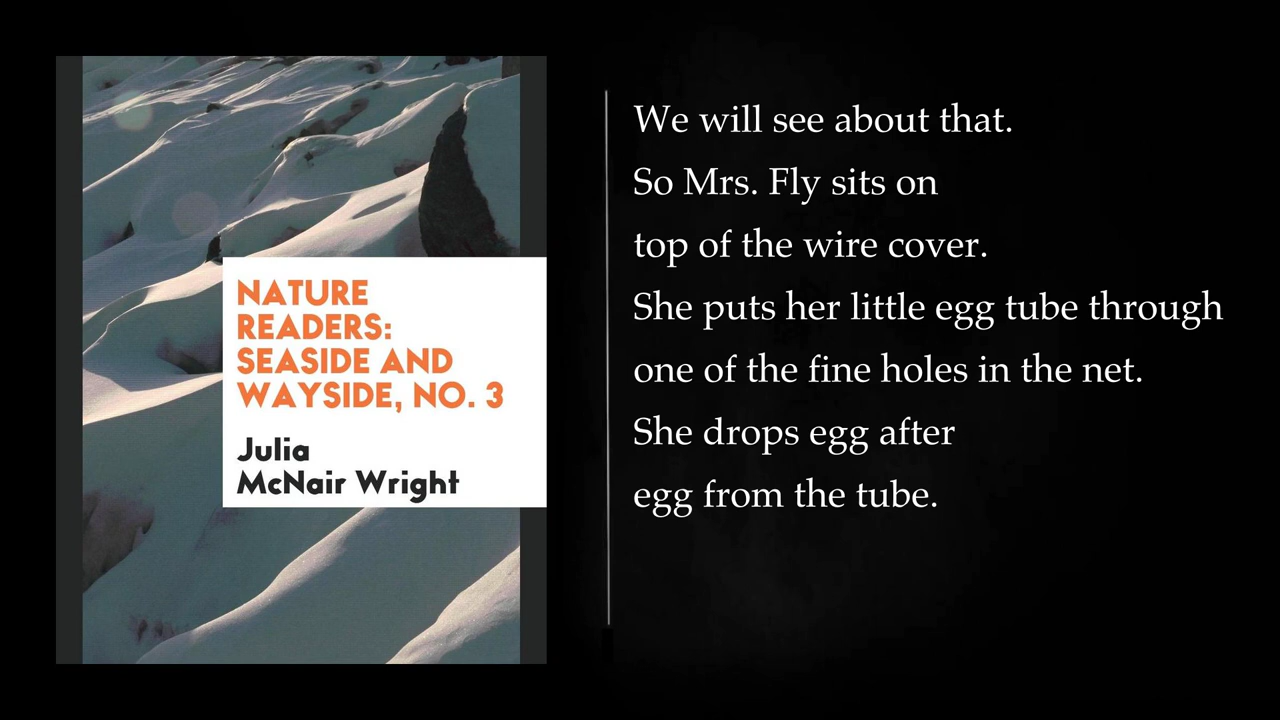 NATURE
READERS:
SEASIDE AND
WAYSIDE, NO. 3
Julia
McNair Wright
We will see about that.
So Mrs. Fly sits on
top of the wire cover.
She puts her little egg tube through
one of the fine holes in the net.
She drops egg after
egg from the tube.